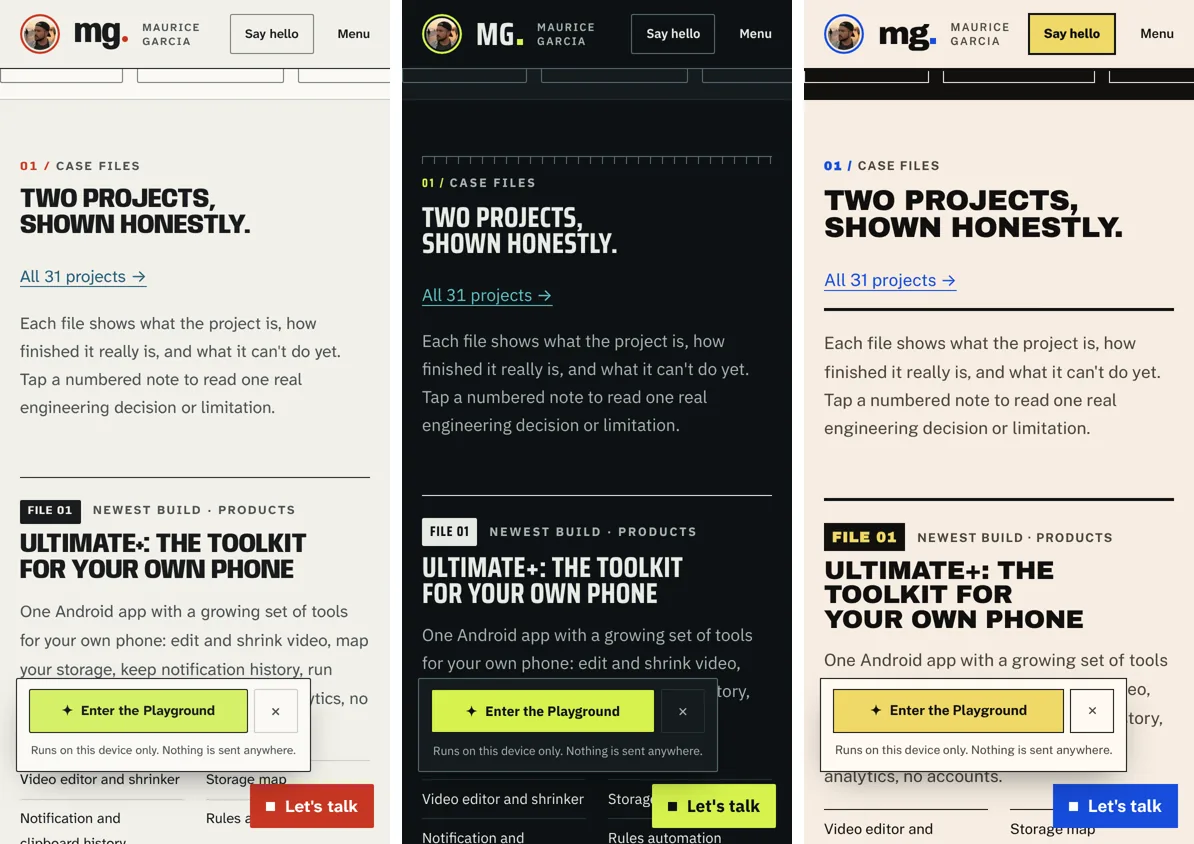 mg.
MAURICE
GARCIA
Say hello
Menu
01 / CASE FILES
TWO PROJECTS,
SHOWN HONESTLY.
All 31 projects →
Each file shows what the project is, how
finished it really is, and what it can't do yet.
Tap a numbered note to read one real
engineering decision or limitation.
FILE 01
NEWEST BUILD · PRODUCTS
ULTIMATE+: THE TOOLKIT
FOR YOUR OWN PHONE
One Android app with a growing set of tools
for your own phone: edit and shrink video, map
your storage, keep notification history, run
ytics, no
✦ Enter the Playground
×
Runs on this device only. Nothing is sent anywhere.
Video editor and shrinker
Storage map
Notification and
Rules a
clipboard history
Let's talk
MG.
MAURICE
GARCIA
Say hello
Menu
01 / CASE FILES
TWO PROJECTS,
SHOWN HONESTLY.
All 31 projects →
Each file shows what the project is, how
finished it really is, and what it can't do yet.
Tap a numbered note to read one real
engineering decision or limitation.
FILE 01
NEWEST BUILD · PRODUCTS
ULTIMATE+: THE TOOLKIT
FOR YOUR OWN PHONE
One Android app with a growing set of tools
for your own phone: edit and shrink video,
tory,
✦ Enter the Playground
×
Runs on this device only. Nothing is sent anywhere.
Video editor and shrinker
Storag
Notification and
Rules automation
Let's talk
mg.
MAURICE
GARCIA
Say hello
Menu
01 / CASE FILES
TWO PROJECTS,
SHOWN HONESTLY.
All 31 projects →
Each file shows what the project is, how
finished it really is, and what it can't do yet.
Tap a numbered note to read one real
engineering decision or limitation.
FILE 01
NEWEST BUILD · PRODUCTS
ULTIMATE+: THE
TOOLKIT FOR
YOUR OWN PHONE
One Android app with a growing set of tools
eo,
tory,
✦ Enter the Playground
×
Runs on this device only. Nothing is sent anywhere.
analytics, no accounts.
Let's talk
Video editor and
Storage map